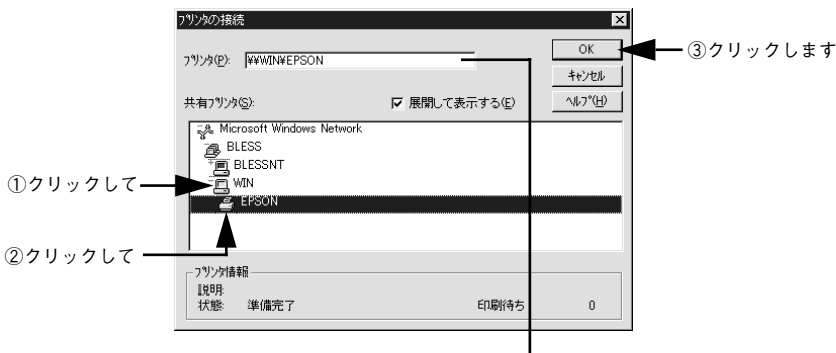 プリンタの接続
プリンタ(P): ¥¥WIN¥EPSON
OK
③クリックします
キャンセル
共有プリンタ(S):
展開して表示する(E)
ヘルプ(H)
Microsoft Windows Network
BLESS
BLESSNT
①クリックして
WIN
EPSON
②クリックして
プリンタ情報
説明:
状態: 準備完了 印刷待ち 0